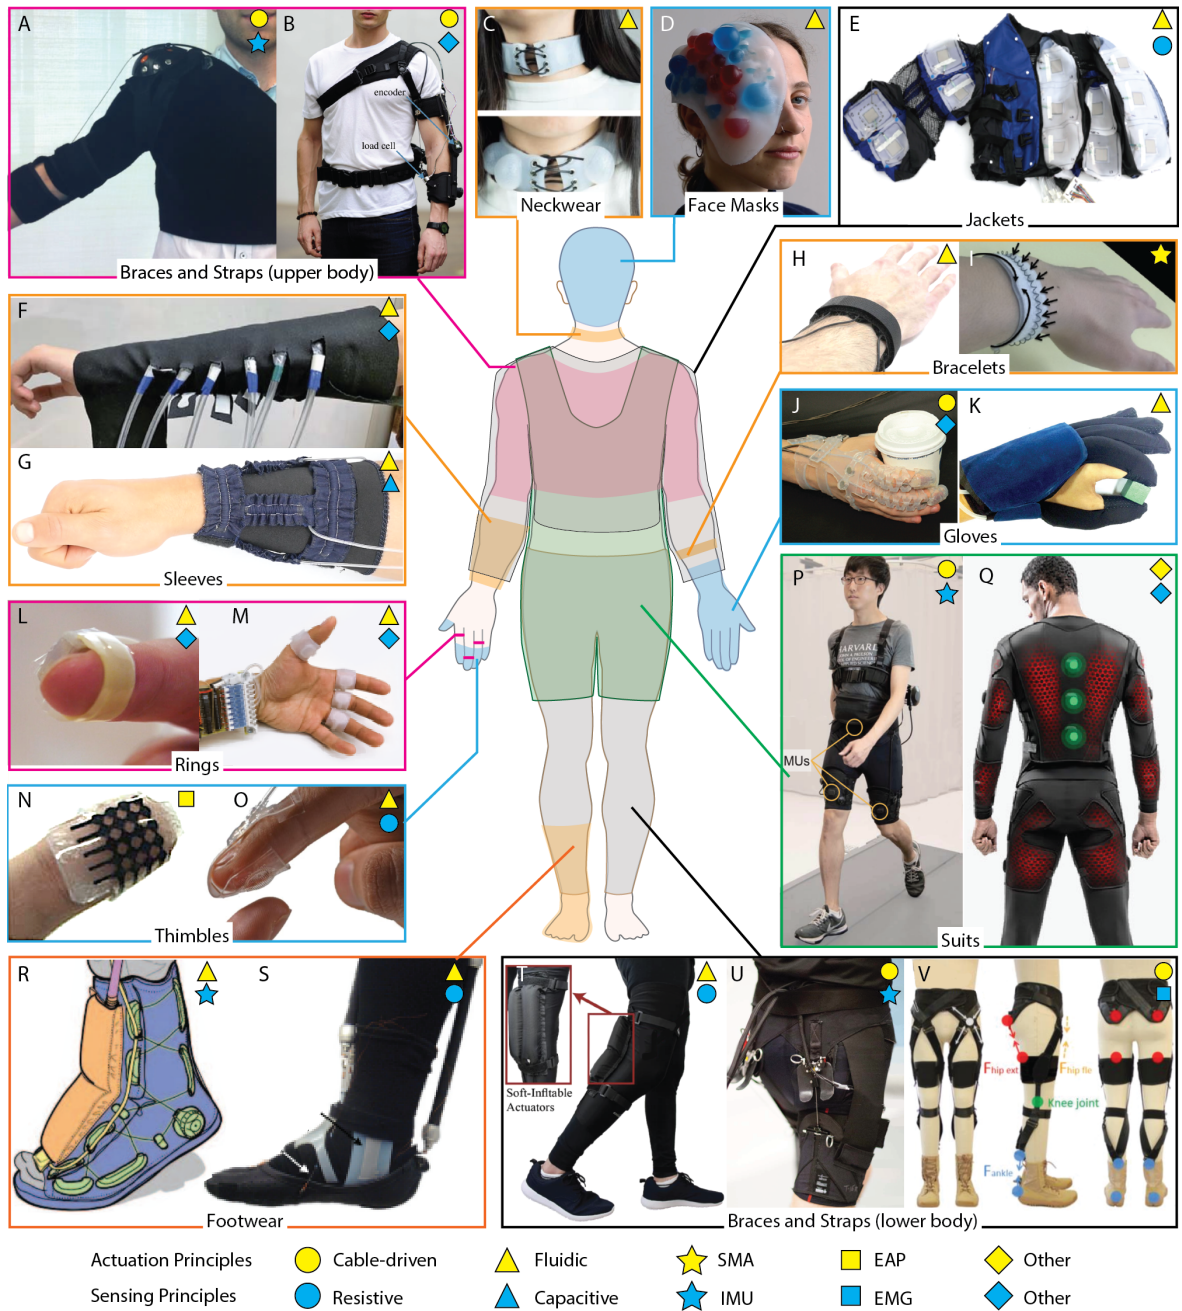 A
B
encoder
load cell
Braces and Straps (upper body)
C
Neckwear
D
Face Masks
E
Jackets
F
G
Sleeves
H
I
Bracelets
J
K
Gloves
L
M
Rings
N
O
Thimbles
P
HARVARD
MUs
Q
Suits
R
S
Footwear
T
Soft-Infltable
Actuators
U
V
Fhip ext
Fhip fle
Knee joint
Fankle
Braces and Straps (lower body)
Actuation Principles
Cable-driven
Fluidic
SMA
EAP
Other
Sensing Principles
Resistive
Capacitive
IMU
EMG
Other